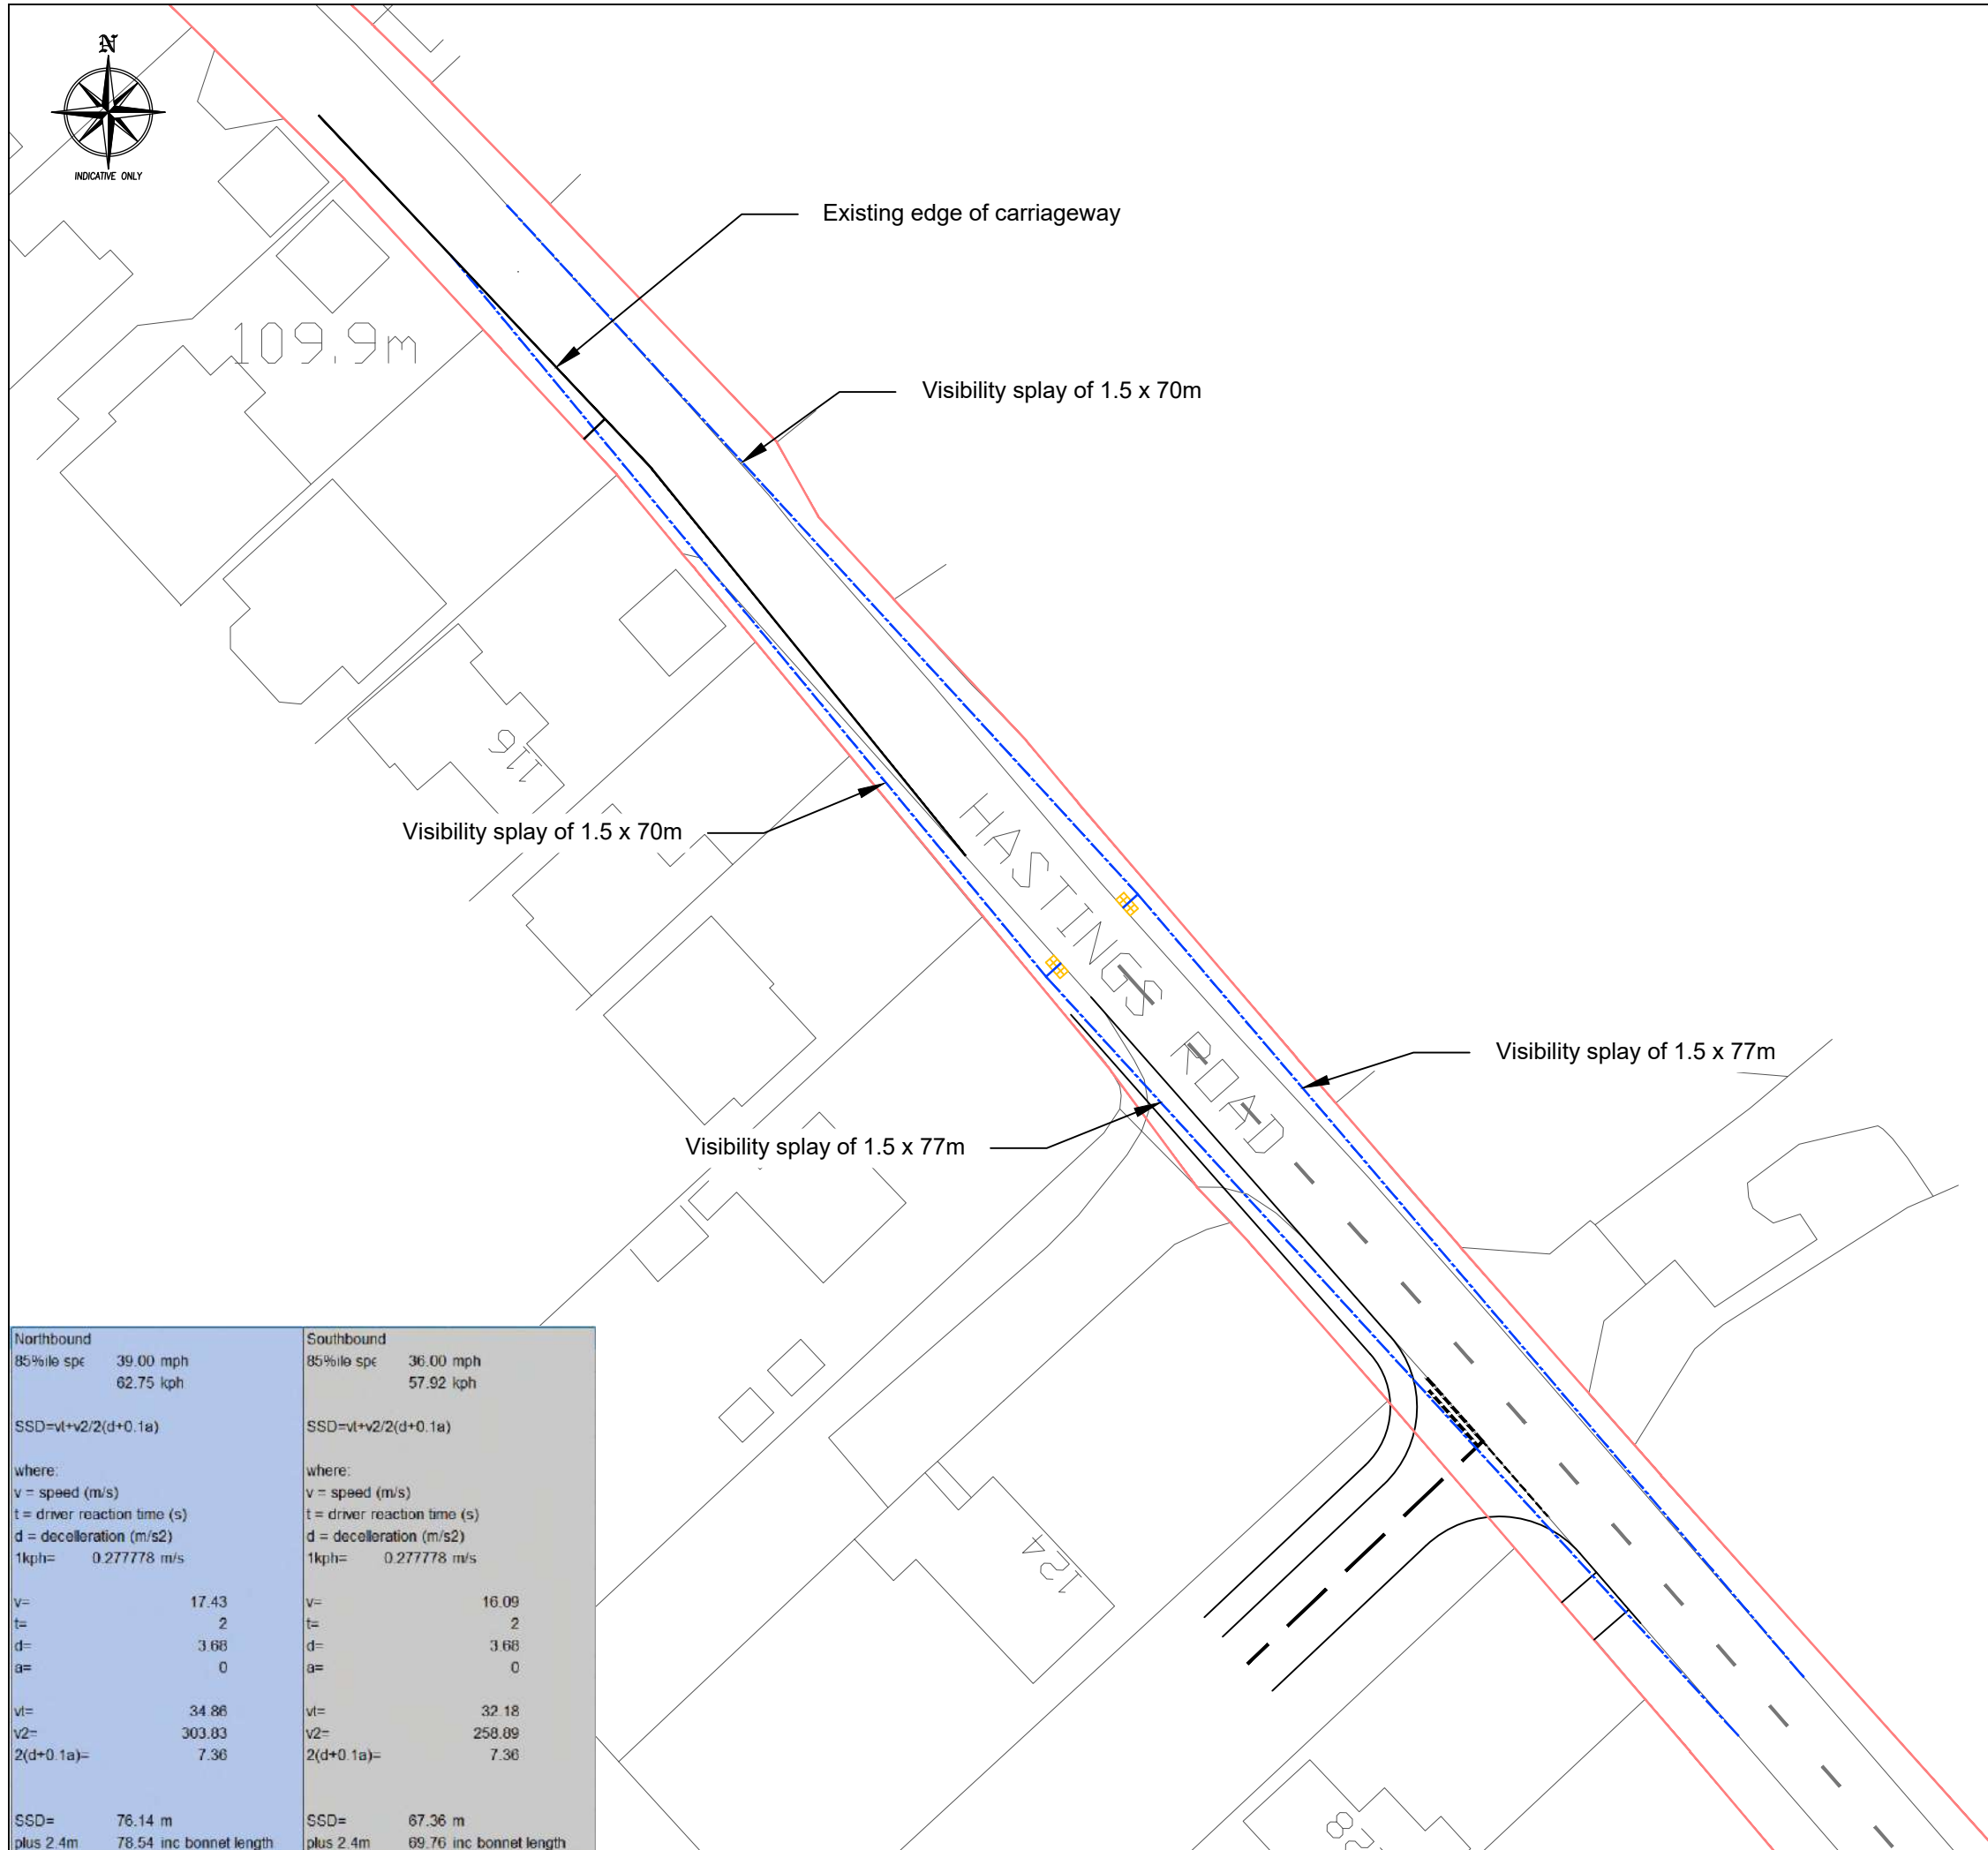 N
INDICATIVE ONLY
Existing edge of carriageway
109.9m
Visibility splay of 1.5 x 70m
116
Visibility splay of 1.5 x 70m
HASTINGS ROAD
Visibility splay of 1.5 x 77m
Visibility splay of 1.5 x 77m
124
Northbound
85%ile spe 39.00 mph
62.75 kph
SSD=vt+v2/2(d+0.1a)
where:
v = speed (m/s)
t = driver reaction time (s)
d = decelleration (m/s2)
1kph= 0.277778 m/s
v= 17.43
t= 2
d= 3.68
a= 0
vt= 34.86
v2= 303.83
2(d+0.1a)= 7.36
SSD= 76.14 m
plus 2.4m 78.54 inc bonnet length
Southbound
85%ile spe 36.00 mph
57.92 kph
SSD=vt+v2/2(d+0.1a)
where:
v = speed (m/s)
t = driver reaction time (s)
d = decelleration (m/s2)
1kph= 0.277778 m/s
v= 16.09
t= 2
d= 3.68
a= 0
vt= 32.18
v2= 258.89
2(d+0.1a)= 7.36
SSD= 67.36 m
plus 2.4m 69.76 inc bonnet length